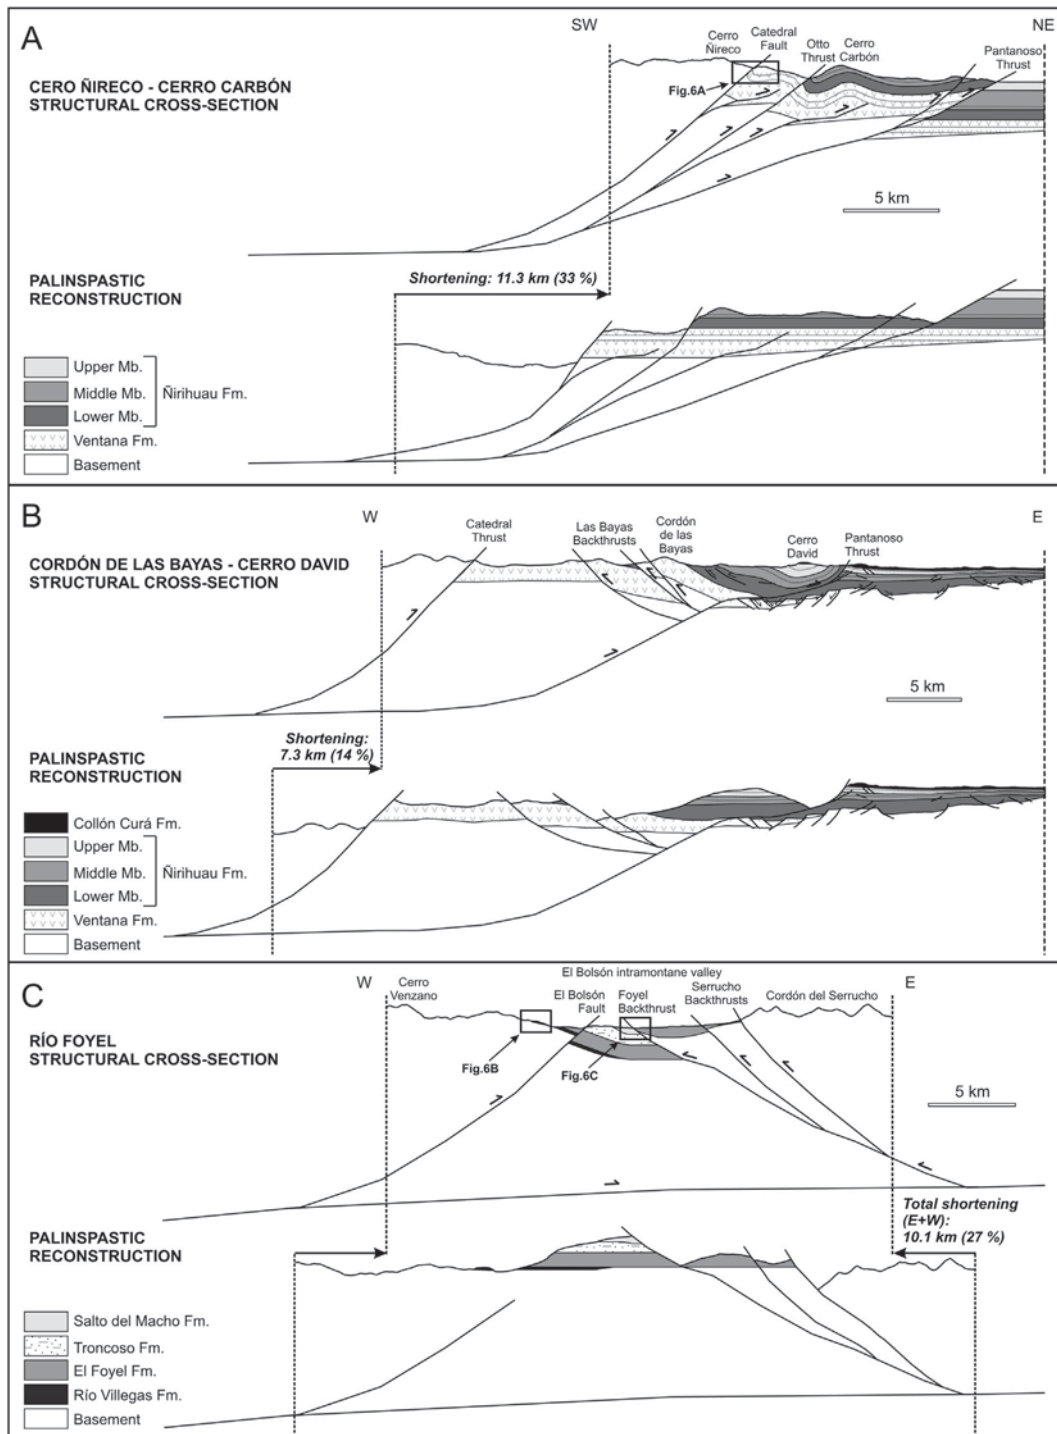 A
SW
NE
CERO ÑIRECO - CERRO CARBÓN
STRUCTURAL CROSS-SECTION
Cerro
Ñireco
Catedral
Fault
Otto
Thrust
Cerro
Carbón
Pantanoso
Thrust
Fig.6A
5 km
PALINSPASTIC
RECONSTRUCTION
Shortening: 11.3 km (33 %)
Upper Mb.
Middle Mb.
Lower Mb.
Ñirihuau Fm.
Ventana Fm.
Basement
B
W
E
CORDÓN DE LAS BAYAS - CERRO DAVID
STRUCTURAL CROSS-SECTION
Catedral
Thrust
Las Bayas
Backthrusts
Cordón
de las
Bayas
Cerro
David
Pantanoso
Thrust
5 km
PALINSPASTIC
RECONSTRUCTION
Shortening:
7.3 km (14 %)
Collón Curá Fm.
Upper Mb.
Middle Mb.
Lower Mb.
Ñirihuau Fm.
Ventana Fm.
Basement
C
W
E
RÍO FOYEL
STRUCTURAL CROSS-SECTION
Cerro
Venzano
El Bolsón intramontane valley
El Bolsón
Fault
Foyel
Backthrust
Serrucho
Backthrusts
Cordón del Serrucho
Fig.6B
Fig.6C
5 km
PALINSPASTIC
RECONSTRUCTION
Total shortening
(E+W):
10.1 km (27 %)
Salto del Macho Fm.
Troncoso Fm.
El Foyel Fm.
Río Villegas Fm.
Basement